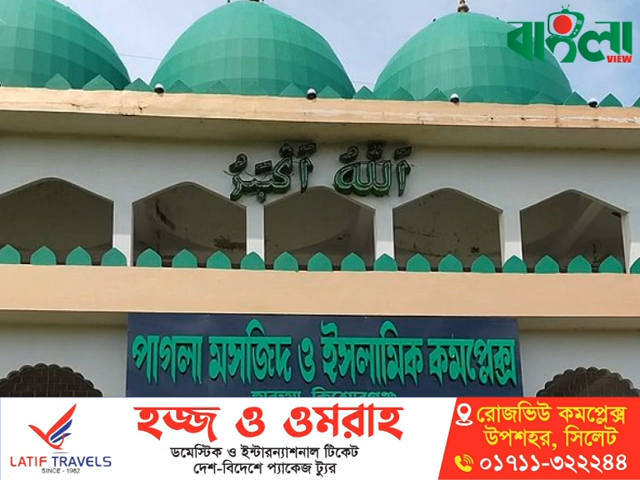 বাংলা
VIEW
الله أكبر
পাগলা মসজিদ ও ইসলামিক কমপ্লেক্স
হারুয়া, কিশোরগঞ্জ
LATIF TRAVELS
SINCE - 1982
হজ্জ ও ওমরাহ
ডমেস্টিক ও ইন্টারন্যাশনাল টিকেট
দেশ-বিদেশে প্যাকেজ ট্যুর
রোজভিউ কমপ্লেক্স
উপশহর, সিলেট
০১৭১১-৩২২২৪৪